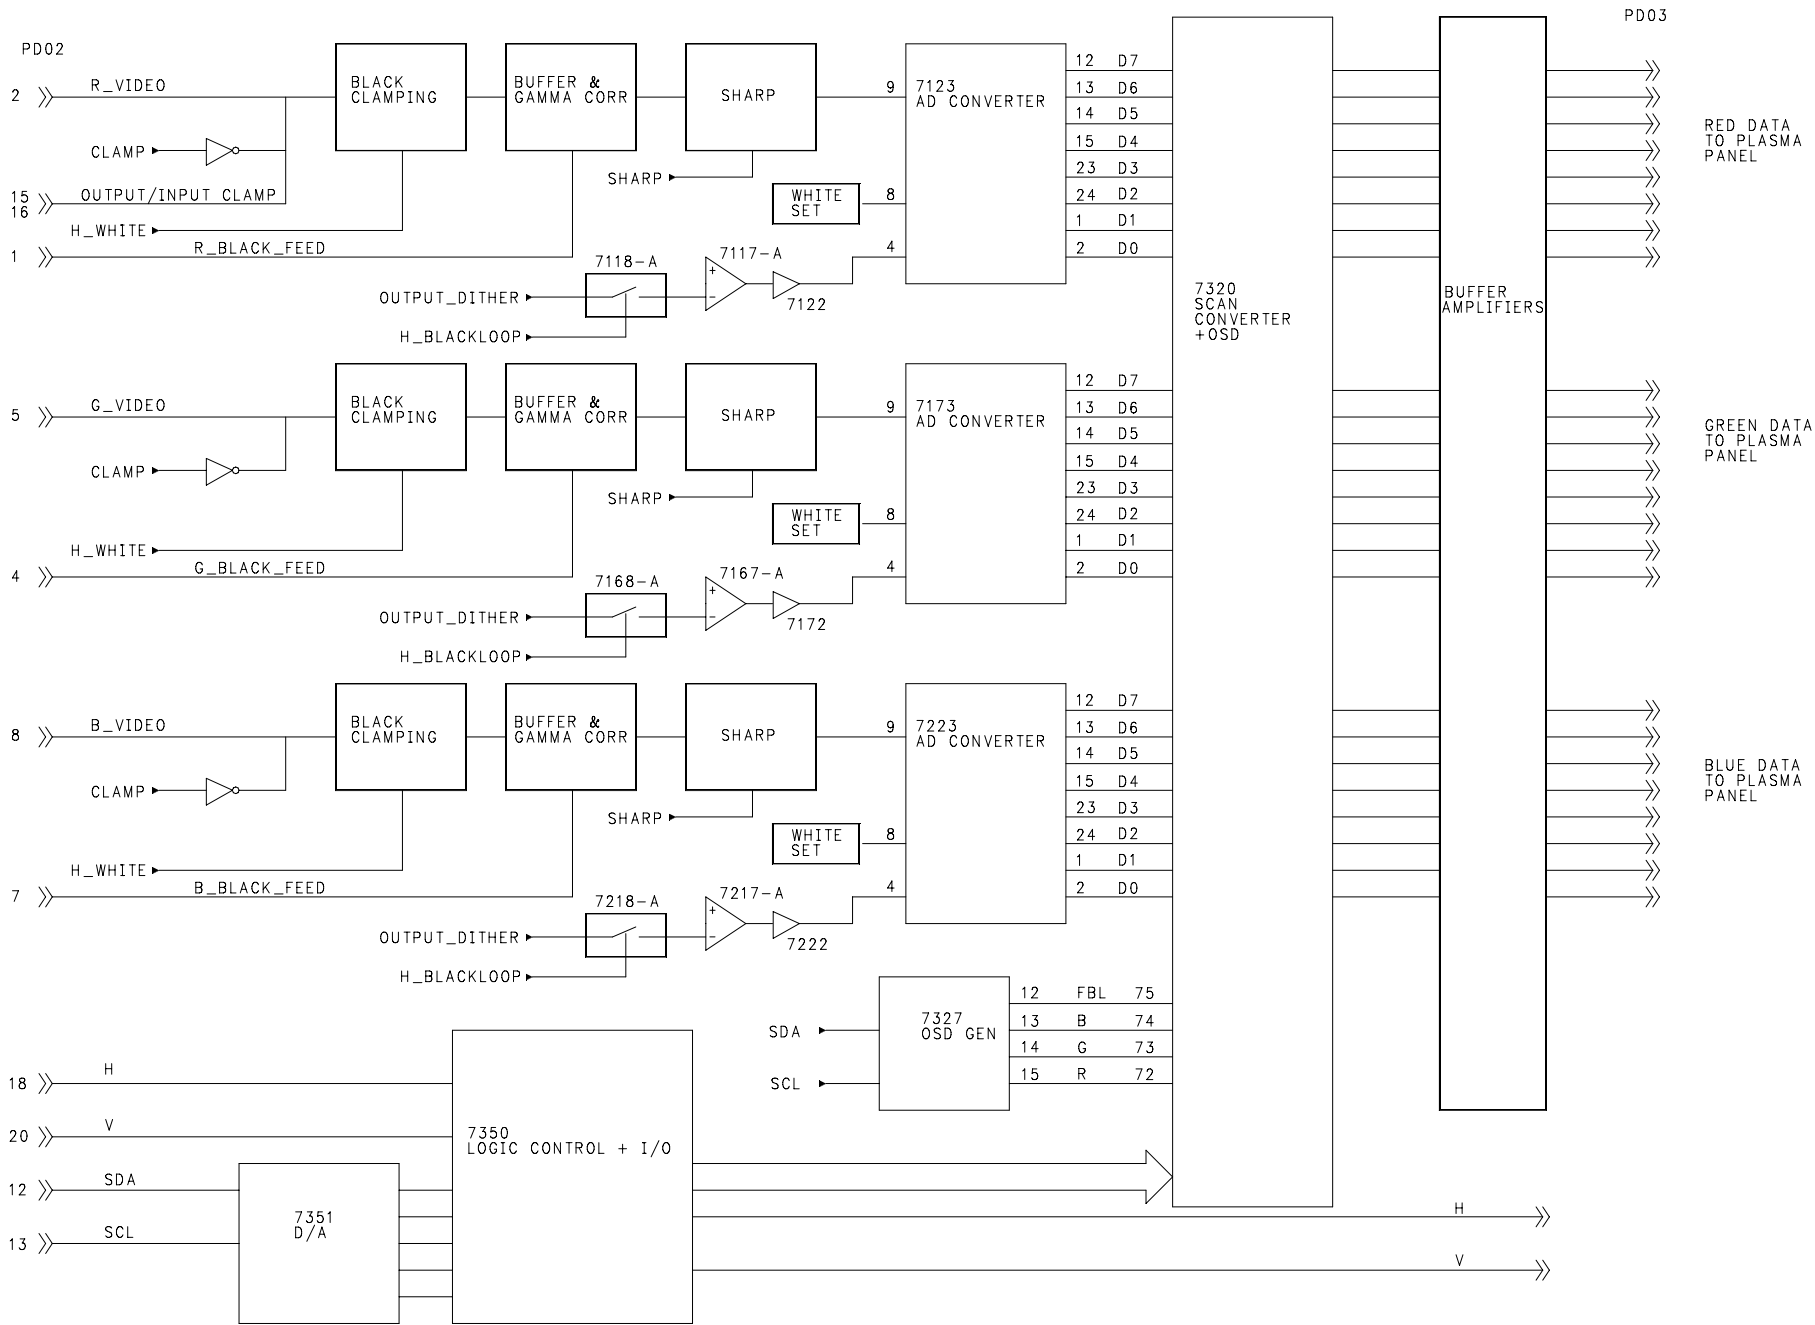 PD03
PD02
2 R_VIDEO
BLACK
CLAMPING
BUFFER &
GAMMA CORR
SHARP
9
7123
AD CONVERTER
12 D7
13 D6
14 D5
15 D4
23 D3
24 D2
1 D1
2 D0
RED DATA
TO PLASMA
PANEL
CLAMP
15
16
OUTPUT/INPUT CLAMP
SHARP
WHITE
SET
8
H_WHITE
1 R_BLACK_FEED
4
7118-A
7117-A
OUTPUT_DITHER
7122
H_BLACKLOOP
7320
SCAN
CONVERTER
+OSD
BUFFER
AMPLIFIERS
5 G_VIDEO
BLACK
CLAMPING
BUFFER &
GAMMA CORR
SHARP
9
7173
AD CONVERTER
12 D7
13 D6
14 D5
15 D4
23 D3
24 D2
1 D1
2 D0
GREEN DATA
TO PLASMA
PANEL
CLAMP
SHARP
WHITE
SET
8
H_WHITE
4 G_BLACK_FEED
4
7168-A
7167-A
OUTPUT_DITHER
7172
H_BLACKLOOP
8 B_VIDEO
BLACK
CLAMPING
BUFFER &
GAMMA CORR
SHARP
9
7223
AD CONVERTER
12 D7
13 D6
14 D5
15 D4
23 D3
24 D2
1 D1
2 D0
BLUE DATA
TO PLASMA
PANEL
CLAMP
SHARP
WHITE
SET
8
H_WHITE
7 B_BLACK_FEED
4
7218-A
7217-A
OUTPUT_DITHER
7222
H_BLACKLOOP
SDA
SCL
7327
OSD GEN
12 FBL 75
13 B 74
14 G 73
15 R 72
18 H
20 V
7350
LOGIC CONTROL + I/O
12 SDA
13 SCL
7351
D/A
H
V